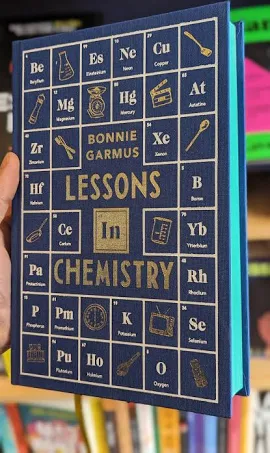 Be Es Ne Cu
Beryllium Einsteinium Neon Copper
Mg Hg At
Magnesium Mercury Astatine
Zr BONNIE Xe
Zirconium GARMUS Xenon
Hf LESSONS B
Hafnium Boron
Ce In Yb
Cerium Ytterbium
Pa CHEMISTRY Rh
Protactinium Rhodium
P Pm K Se
Phosphorus Promethium Potassium Selenium
Pu Ho O
Plutonium Holmium Oxygen